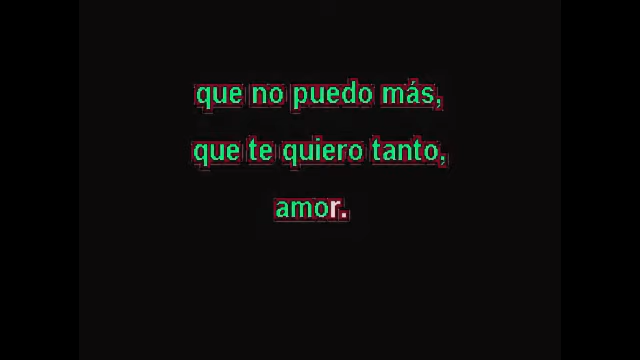 que no puedo más,
que te quiero tanto,
amor.